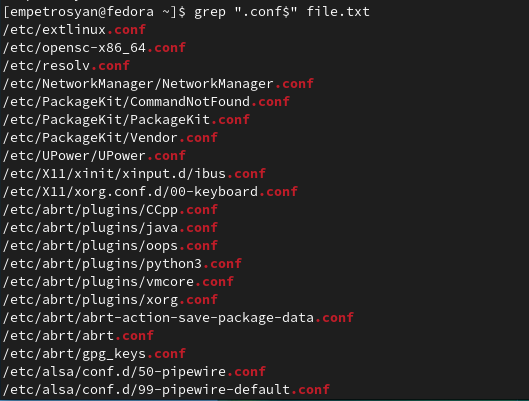 [empetrosyan@fedora ~]$ grep ".conf$" file.txt
/etc/extlinux.conf
/etc/opensc-x86_64.conf
/etc/resolv.conf
/etc/NetworkManager/NetworkManager.conf
/etc/PackageKit/CommandNotFound.conf
/etc/PackageKit/PackageKit.conf
/etc/PackageKit/Vendor.conf
/etc/UPower/UPower.conf
/etc/X11/xinit/xinput.d/ibus.conf
/etc/X11/xorg.conf.d/00-keyboard.conf
/etc/abrt/plugins/CCpp.conf
/etc/abrt/plugins/java.conf
/etc/abrt/plugins/oops.conf
/etc/abrt/plugins/python3.conf
/etc/abrt/plugins/vmcore.conf
/etc/abrt/plugins/xorg.conf
/etc/abrt/abrt-action-save-package-data.conf
/etc/abrt/abrt.conf
/etc/abrt/gpg_keys.conf
/etc/alsa/conf.d/50-pipewire.conf
/etc/alsa/conf.d/99-pipewire-default.conf